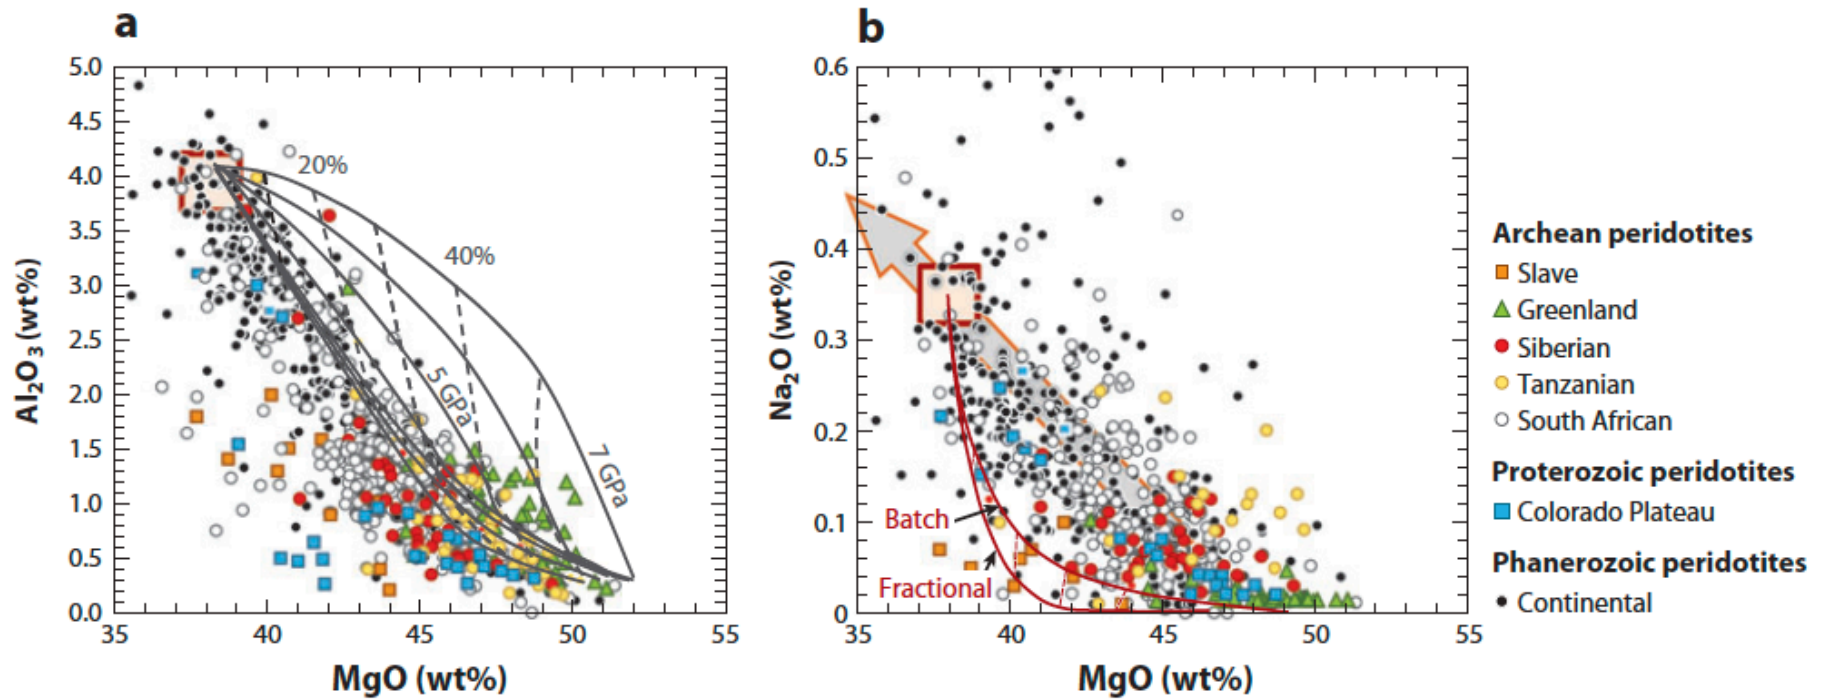 a
5.0
4.5
4.0
3.5
3.0
2.5
2.0
1.5
1.0
0.5
0.0
Al₂O₃ (wt%)
20%
40%
5 GPa
7 GPa
35
40
45
50
55
MgO (wt%)
b
0.6
0.5
0.4
0.3
0.2
0.1
0
Na₂O (wt%)
Batch
Fractional
35
40
45
50
55
MgO (wt%)
Archean peridotites
Slave
Greenland
Siberian
Tanzanian
South African
Proterozoic peridotites
Colorado Plateau
Phanerozoic peridotites
Continental